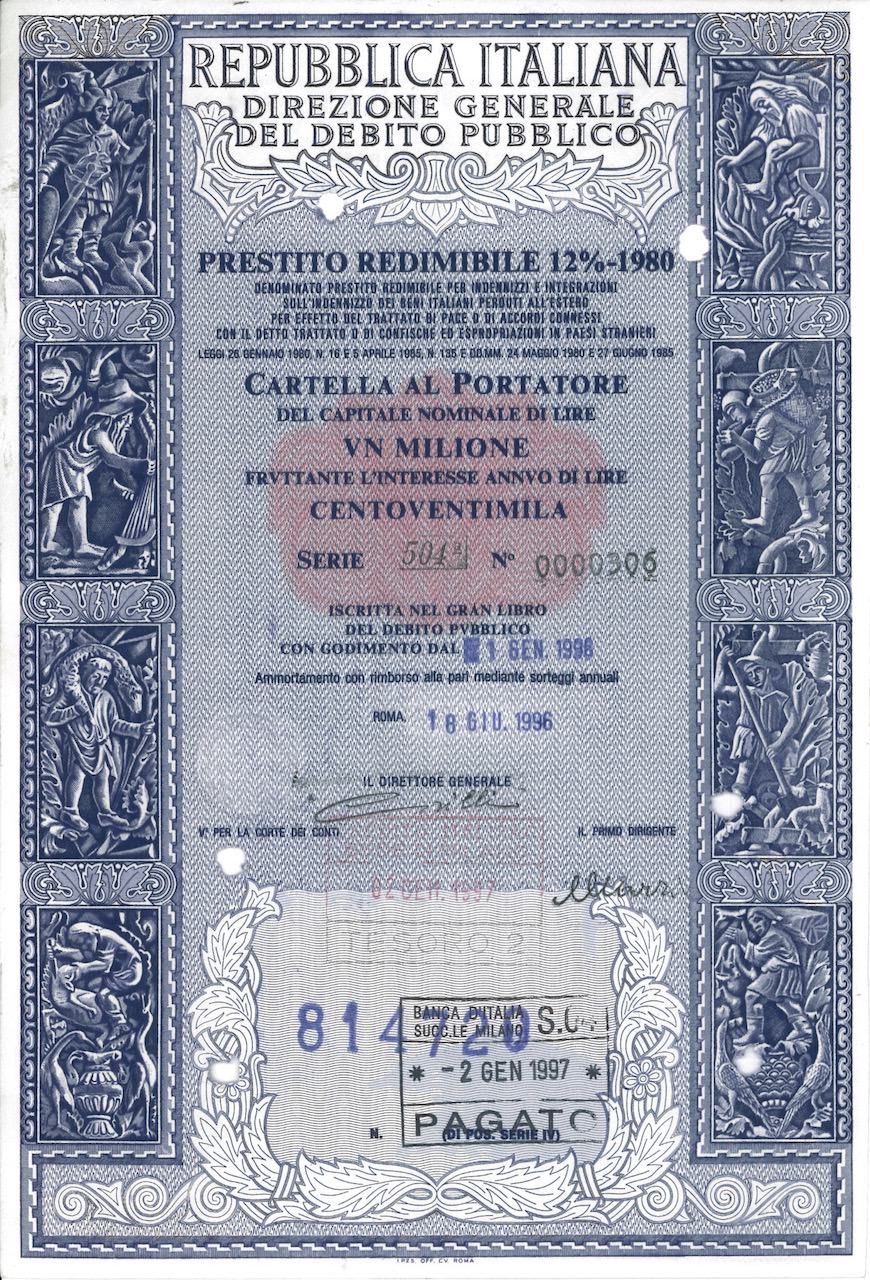 REPUBBLICA ITALIANA
DIREZIONE GENERALE
DEL DEBITO PUBBLICO
PRESTITO REDIMIBILE 12%-1980
DENOMINATO PRESTITO REDIMIBILE PER INDENNIZZI E INTEGRAZIONI
SULL'INDENNIZZO DEI BENI ITALIANI PERDUTI ALL'ESTERO
PER EFFETTO DEL TRATTATO DI PACE O DI ACCORDI CONNESSI
CON IL DETTO TRATTATO O DI CONFISCHE ED ESPROPRIAZIONI IN PAESI STRANIERI
LEGGI 26 GENNAIO 1980, N. 16 E 5 APRILE 1985, N. 135 E DD.MM. 24 MAGGIO 1980 E 27 GIUGNO 1985
CARTELLA AL PORTATORE
DEL CAPITALE NOMINALE DI LIRE
VN MILIONE
FRVTTANTE L'INTERESSE ANNVO DI LIRE
CENTOVENTIMILA
SERIE 504ª Nº 0000306
ISCRITTA NEL GRAN LIBRO
DEL DEBITO PVBBLICO
CON GODIMENTO DAL 1 GEN. 1996
Ammortamento con rimborso alla pari mediante sorteggi annuali
ROMA, 18 GIU. 1996
IL DIRETTORE GENERALE
Vº PER LA CORTE DEI CONTI
IL PRIMO DIRIGENTE
02 GEN. 1997
TESORO 2
814720
BANCA D'ITALIA
SUCC.LE MILANO
* -2 GEN 1997 *
PAGATO
N. (DI POS. SERIE IV)
I.P.Z.S. OFF. C.V. ROMA